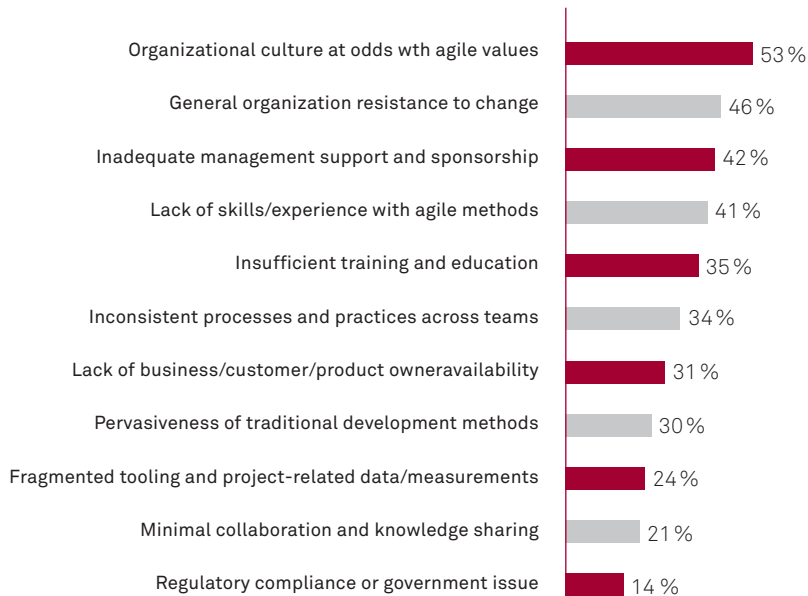 Organizational culture at odds wth agile values 53 %
General organization resistance to change 46 %
Inadequate management support and sponsorship 42 %
Lack of skills/experience with agile methods 41 %
Insufficient training and education 35 %
Inconsistent processes and practices across teams 34 %
Lack of business/customer/product owneravailability 31 %
Pervasiveness of traditional development methods 30 %
Fragmented tooling and project-related data/measurements 24 %
Minimal collaboration and knowledge sharing 21 %
Regulatory compliance or government issue 14 %